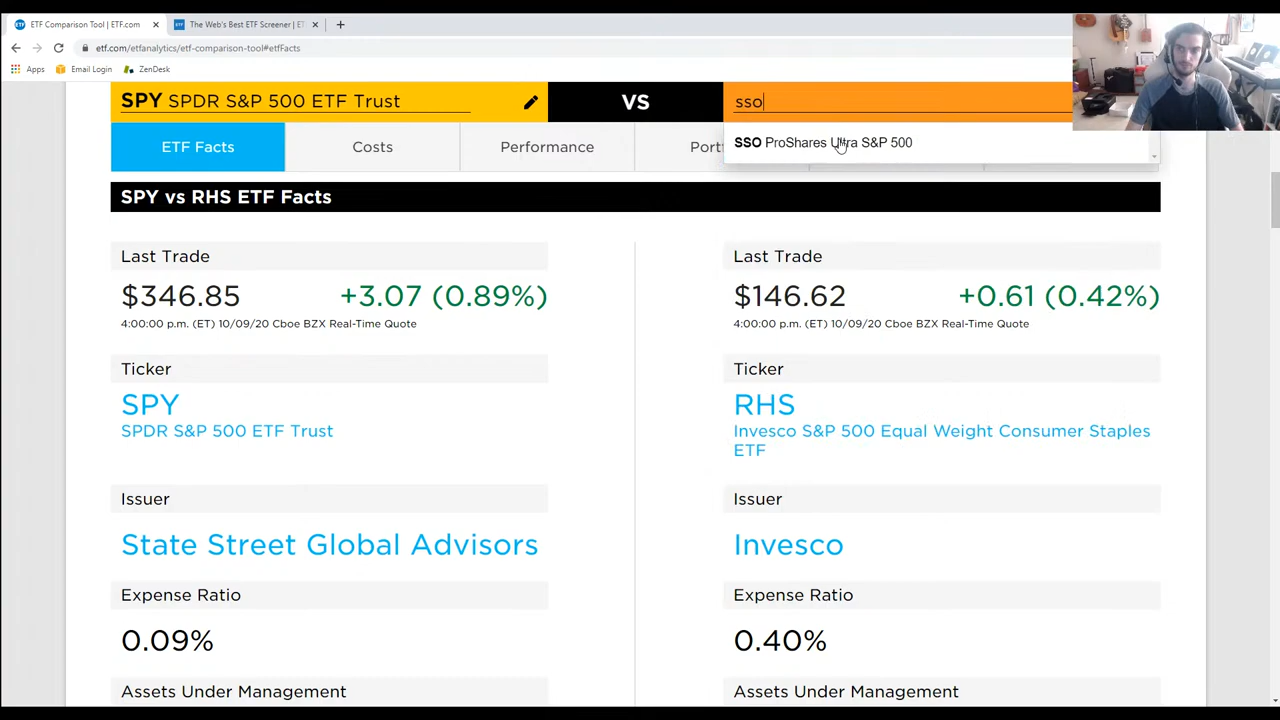 ETF Comparison Tool | ETF.com
The Web's Best ETF Screener | ET
etf.com/etfanalytics/etf-comparison-tool#etfFacts
Apps
Email Login
ZenDesk
SPY SPDR S&P 500 ETF Trust
VS
sso
SSO ProShares Ultra S&P 500
ETF Facts
Costs
Performance
SPY vs RHS ETF Facts
Last Trade
$346.85 +3.07 (0.89%)
4:00:00 p.m. (ET) 10/09/20 Cboe BZX Real-Time Quote
Last Trade
$146.62 +0.61 (0.42%)
4:00:00 p.m. (ET) 10/09/20 Cboe BZX Real-Time Quote
Ticker
SPY
SPDR S&P 500 ETF Trust
Ticker
RHS
Invesco S&P 500 Equal Weight Consumer Staples
ETF
Issuer
State Street Global Advisors
Issuer
Invesco
Expense Ratio
0.09%
Expense Ratio
0.40%
Assets Under Management
Assets Under Management